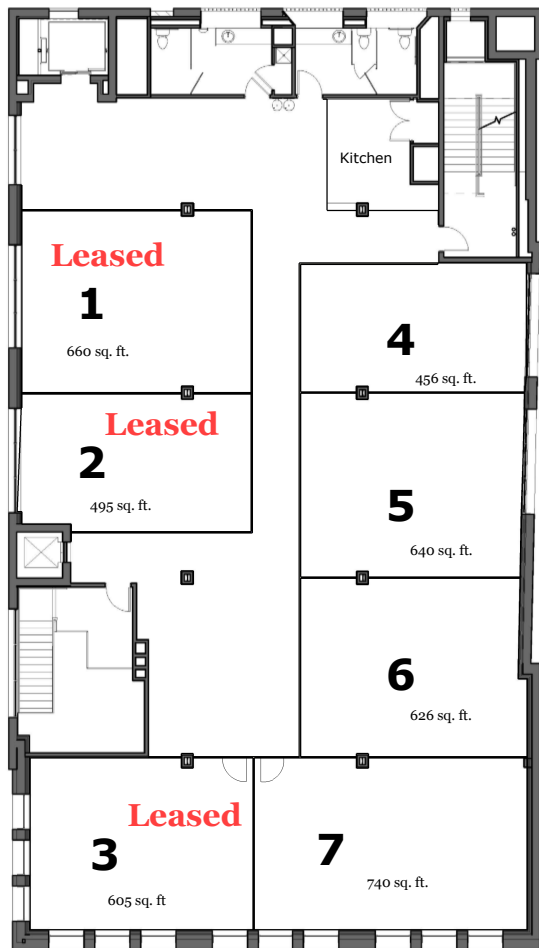 Kitchen
Leased
1
660 sq. ft.
4
456 sq. ft.
Leased
2
495 sq. ft.
5
640 sq. ft.
6
626 sq. ft.
Leased
3
605 sq. ft
7
740 sq. ft.